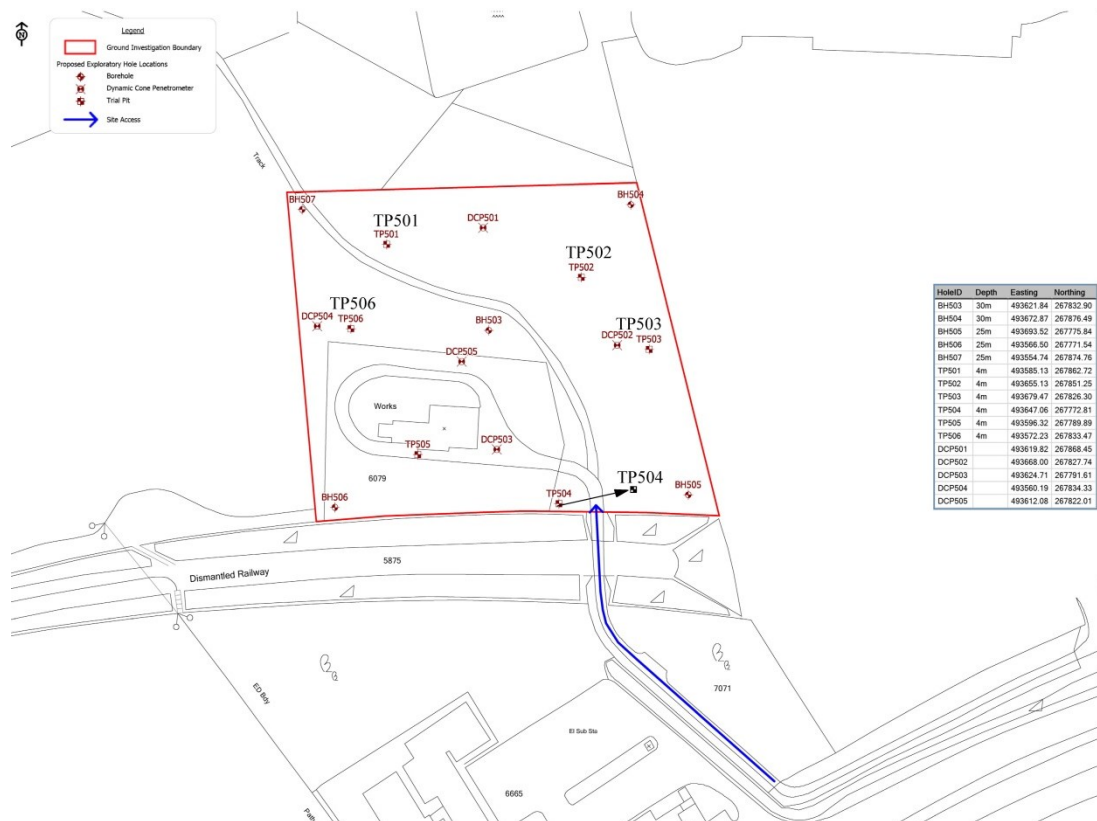 N
Legend
Ground Investigation Boundary
Proposed Exploratory Hole Locations
Borehole
Dynamic Cone Penetrometer
Trial Pit
Site Access
Track
BH507
BH504
TP501
DCP501
TP501
TP502
TP502
TP506
TP503
DCP504
TP506
BH503
DCP502
TP503
DCP505
Works
DCP503
TP505
6079
TP504
BH505
TP504
BH506
5875
Dismantled Railway
7071
ED Bdy
El Sub Sta
6665
HoleID Depth Easting Northing
BH503 30m 493621.84 267832.90
BH504 30m 493672.87 267876.49
BH505 25m 493693.52 267775.84
BH506 25m 493566.50 267771.54
BH507 25m 493554.74 267874.76
TP501 4m 493585.13 267862.72
TP502 4m 493655.13 267851.25
TP503 4m 493679.47 267826.30
TP504 4m 493647.06 267772.81
TP505 4m 493596.32 267789.89
TP506 4m 493572.23 267833.47
DCP501 493619.82 267868.45
DCP502 493668.00 267827.74
DCP503 493624.71 267791.61
DCP504 493560.19 267834.33
DCP505 493612.08 267822.01